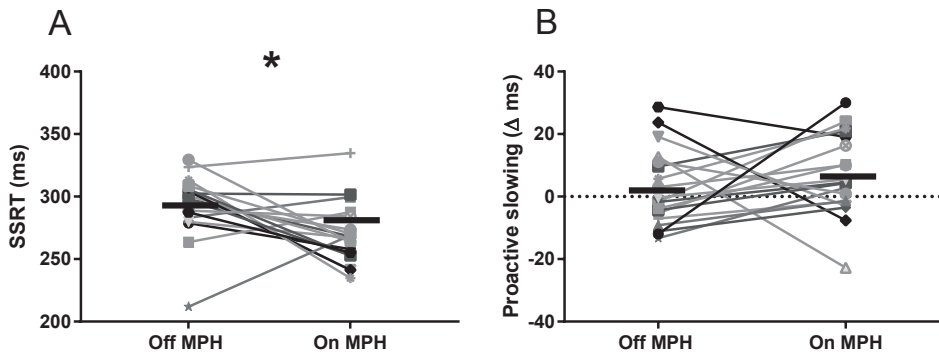 A
*
SSRT (ms)
400
350
300
250
200
Off MPH
On MPH
B
Proactive slowing (Δ ms)
40
20
0
-20
-40
Off MPH
On MPH